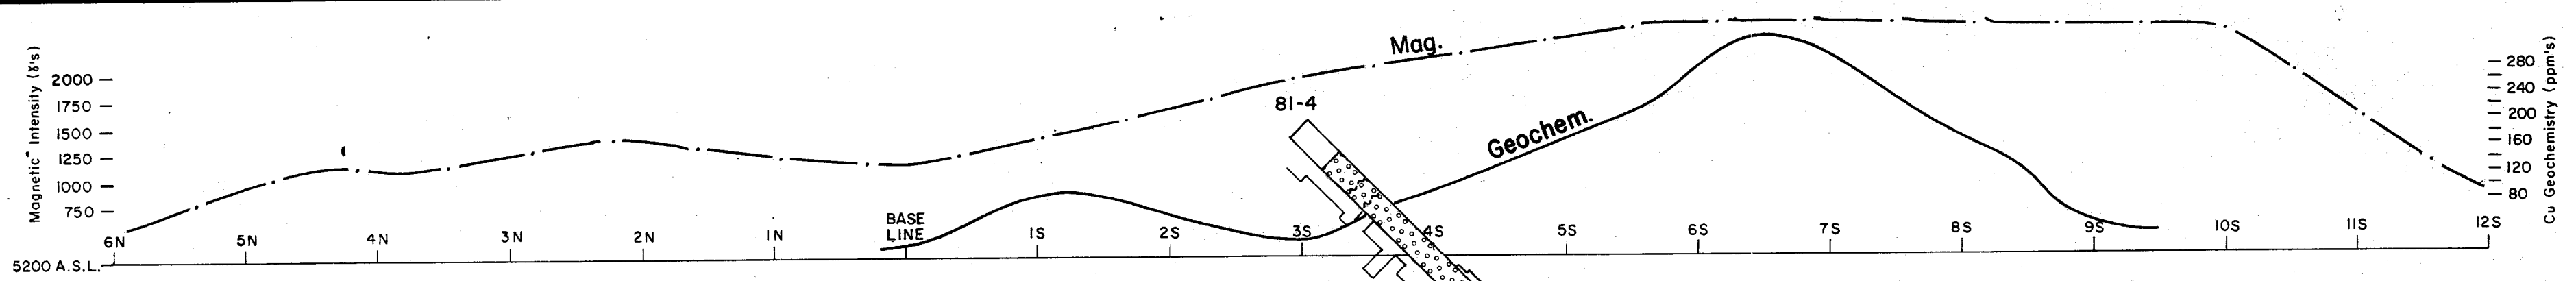 Mag.
81-4
Geochem.
Magnetic Intensity (γ's)
2000
1750
1500
1250
1000
750
280
240
200
160
120
80
Cu Geochemistry (ppm's)
BASE
LINE
6N 5N 4N 3N 2N 1N 1S 2S 3S 4S 5S 6S 7S 8S 9S 10S 11S 12S
5200 A.S.L.